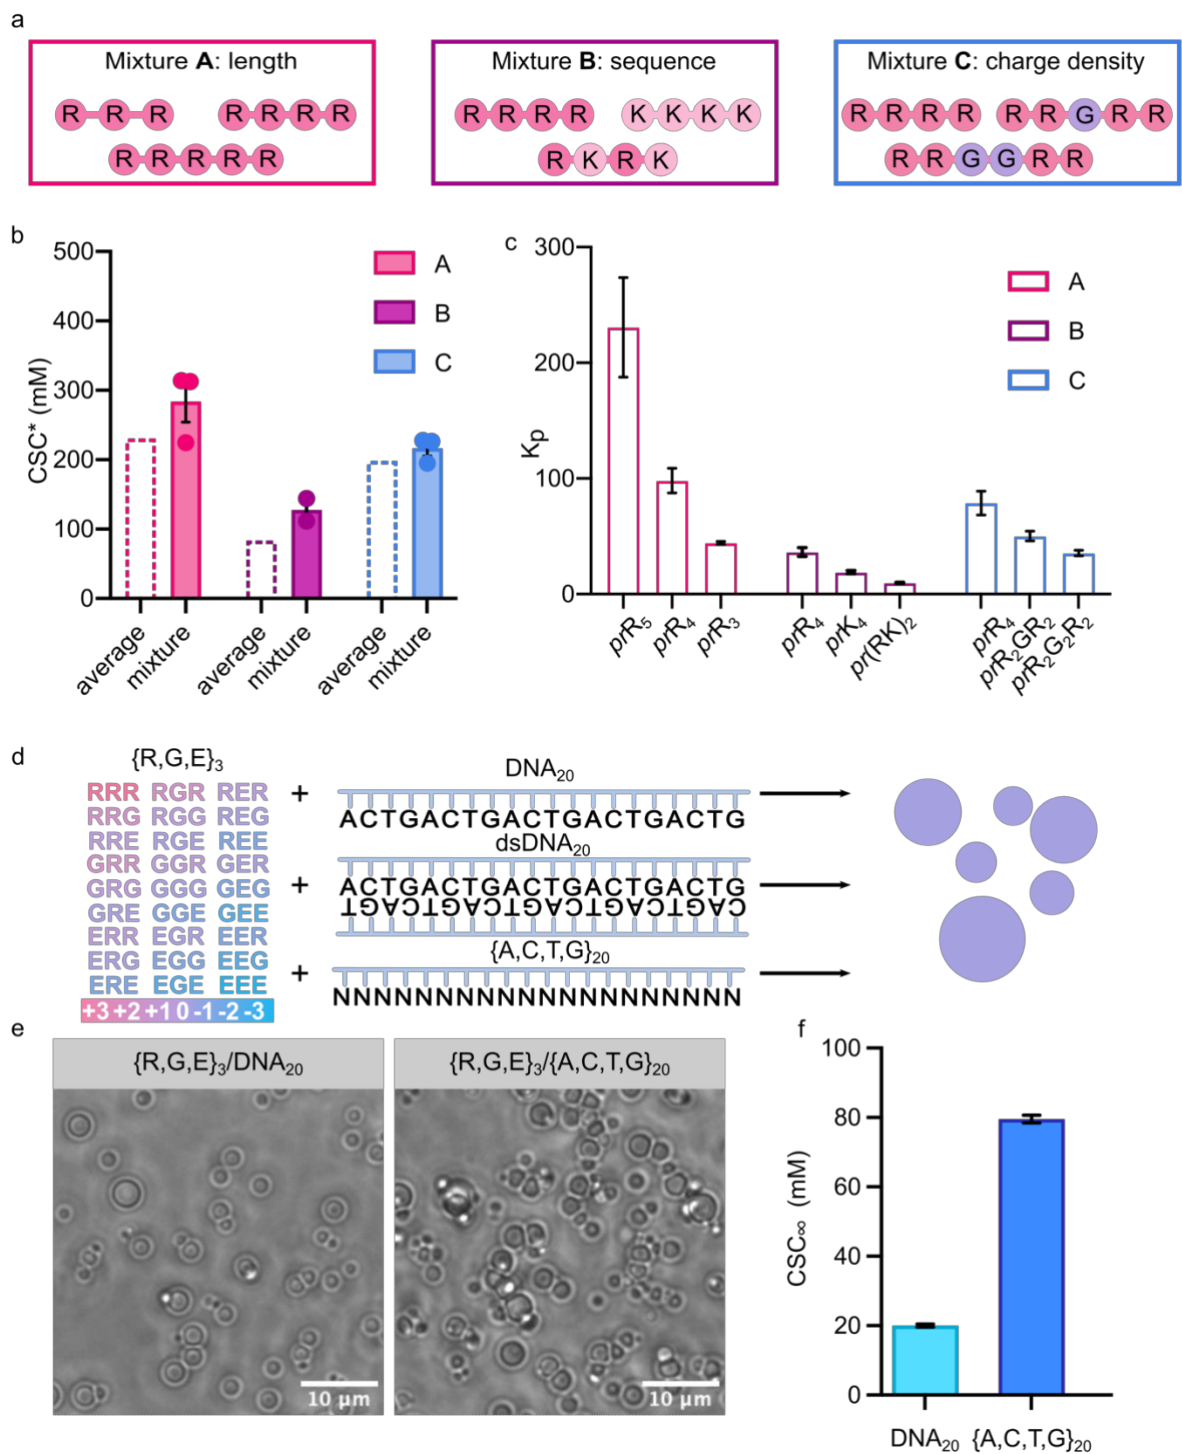 a
Mixture A: length
R R R R R R R
R R R R R
Mixture B: sequence
R R R R K K K K
R K R K
Mixture C: charge density
R R R R R R G R R
R R G G R R
b
CSC* (mM)
500
400
300
200
100
0
A
B
C
average
mixture
average
mixture
average
mixture
c
Kp
300
200
100
0
A
B
C
prR₅
prR₄
prR₃
prR₄
prK₄
pr(RK)₂
prR₄
prR₂GR₂
prR₂G₂R₂
d
{R,G,E}₃
RRR RGR RER
RRG RGG REG
RRE RGE REE
GRR GGR GER
GRG GGG GEG
GRE GGE GEE
ERR EGR EER
ERG EGG EEG
ERE EGE EEE
+3 +2 +1 0 -1 -2 -3
+
DNA₂₀
ACTGACTGACTGACTGACTG
dsDNA₂₀
+
ACTGACTGACTGACTGACTG
TGACTGACTGACTGACTGAC
{A,C,T,G}₂₀
+
NNNNNNNNNNNNNNNNNNNN
e
{R,G,E}₃/DNA₂₀
10 μm
{R,G,E}₃/{A,C,T,G}₂₀
10 μm
f
CSC∞ (mM)
100
80
60
40
20
0
DNA₂₀ {A,C,T,G}₂₀